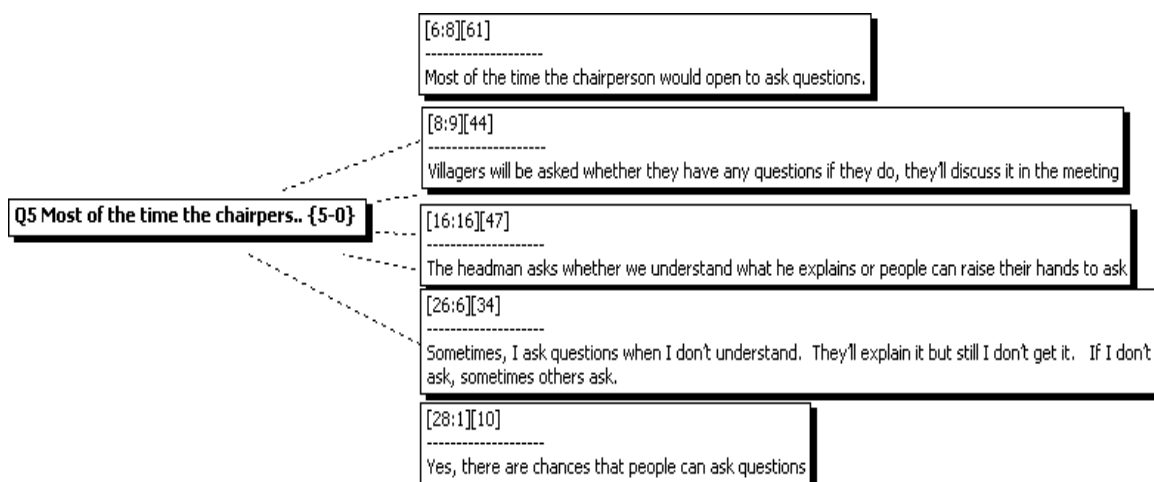 [6:8][61]
--------------------
Most of the time the chairperson would open to ask questions.
[8:9][44]
--------------------
Villagers will be asked whether they have any questions if they do, they'll discuss it in the meeting
Q5 Most of the time the chairpers.. {5-0}
[16:16][47]
--------------------
The headman asks whether we understand what he explains or people can raise their hands to ask
[26:6][34]
--------------------
Sometimes, I ask questions when I don't understand. They'll explain it but still I don't get it. If I don't
ask, sometimes others ask.
[28:1][10]
--------------------
Yes, there are chances that people can ask questions